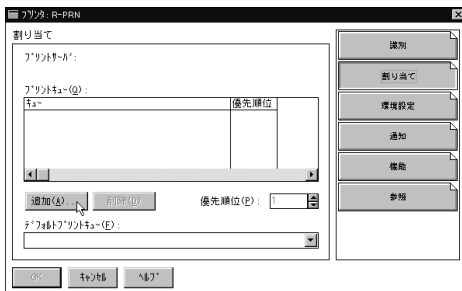 ﾌﾟﾘﾝﾀ: R-PRN
割り当て
ﾌﾟﾘﾝﾄｻｰﾊﾞ:
ﾌﾟﾘﾝﾄｷｭｰ(Q):
ｷｭｰ 優先順位
追加(A)... 削除(D) 優先順位(P): 1
ﾃﾞﾌｫﾙﾄﾌﾟﾘﾝﾄｷｭｰ(F):
OK ｷｬﾝｾﾙ ﾍﾙﾌﾟ
識別
割り当て
環境設定
通知
機能
参照